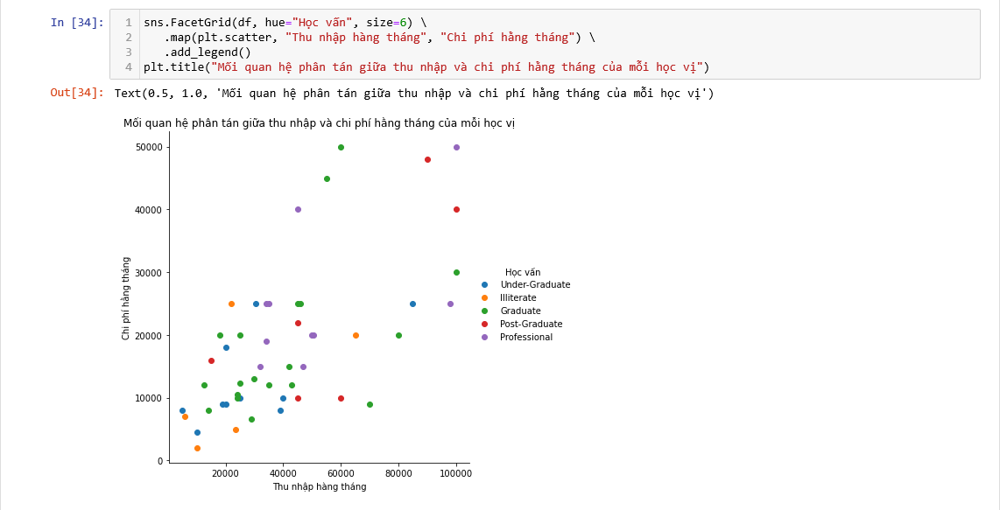 In [34]:
1 sns.FacetGrid(df, hue="Học vấn", size=6) \
2    .map(plt.scatter, "Thu nhập hàng tháng", "Chi phí hằng tháng") \
3    .add_legend()
4 plt.title("Mối quan hệ phân tán giữa thu nhập và chi phí hằng tháng của mỗi học vị")
Out[34]: Text(0.5, 1.0, 'Mối quan hệ phân tán giữa thu nhập và chi phí hằng tháng của mỗi học vị')
Mối quan hệ phân tán giữa thu nhập và chi phí hằng tháng của mỗi học vị
50000
40000
30000
20000
10000
0
Chi phí hằng tháng
20000 40000 60000 80000 100000
Thu nhập hàng tháng
Học vấn
Under-Graduate
Illiterate
Graduate
Post-Graduate
Professional